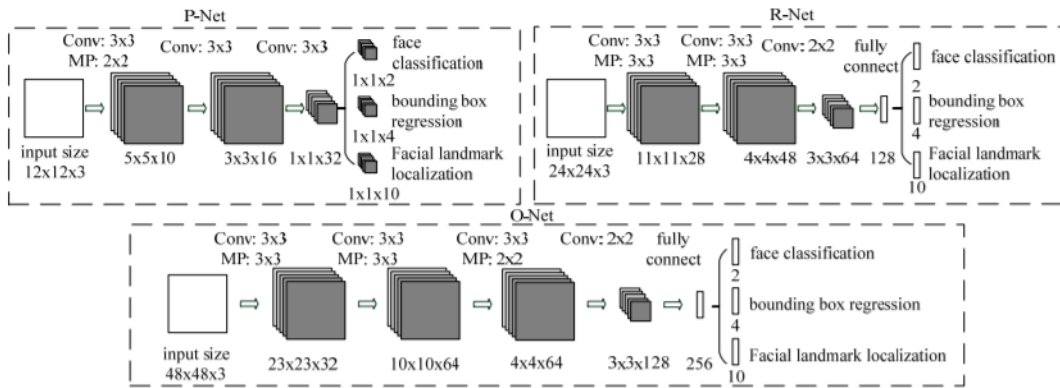 P-Net
Conv: 3x3
MP: 2x2
Conv: 3x3
Conv: 3x3
face
classification
1x1x2
bounding box
regression
1x1x4
Facial landmark
localization
1x1x10
input size
12x12x3
5x5x10
3x3x16
1x1x32
R-Net
Conv: 3x3
MP: 3x3
Conv: 3x3
MP: 3x3
Conv: 2x2
fully
connect
face classification
2
bounding box
regression
4
Facial landmark
localization
10
input size
24x24x3
11x11x28
4x4x48
3x3x64
128
O-Net
Conv: 3x3
MP: 3x3
Conv: 3x3
MP: 3x3
Conv: 3x3
MP: 2x2
Conv: 2x2
fully
connect
face classification
2
bounding box regression
4
Facial landmark localization
10
input size
48x48x3
23x23x32
10x10x64
4x4x64
3x3x128
256